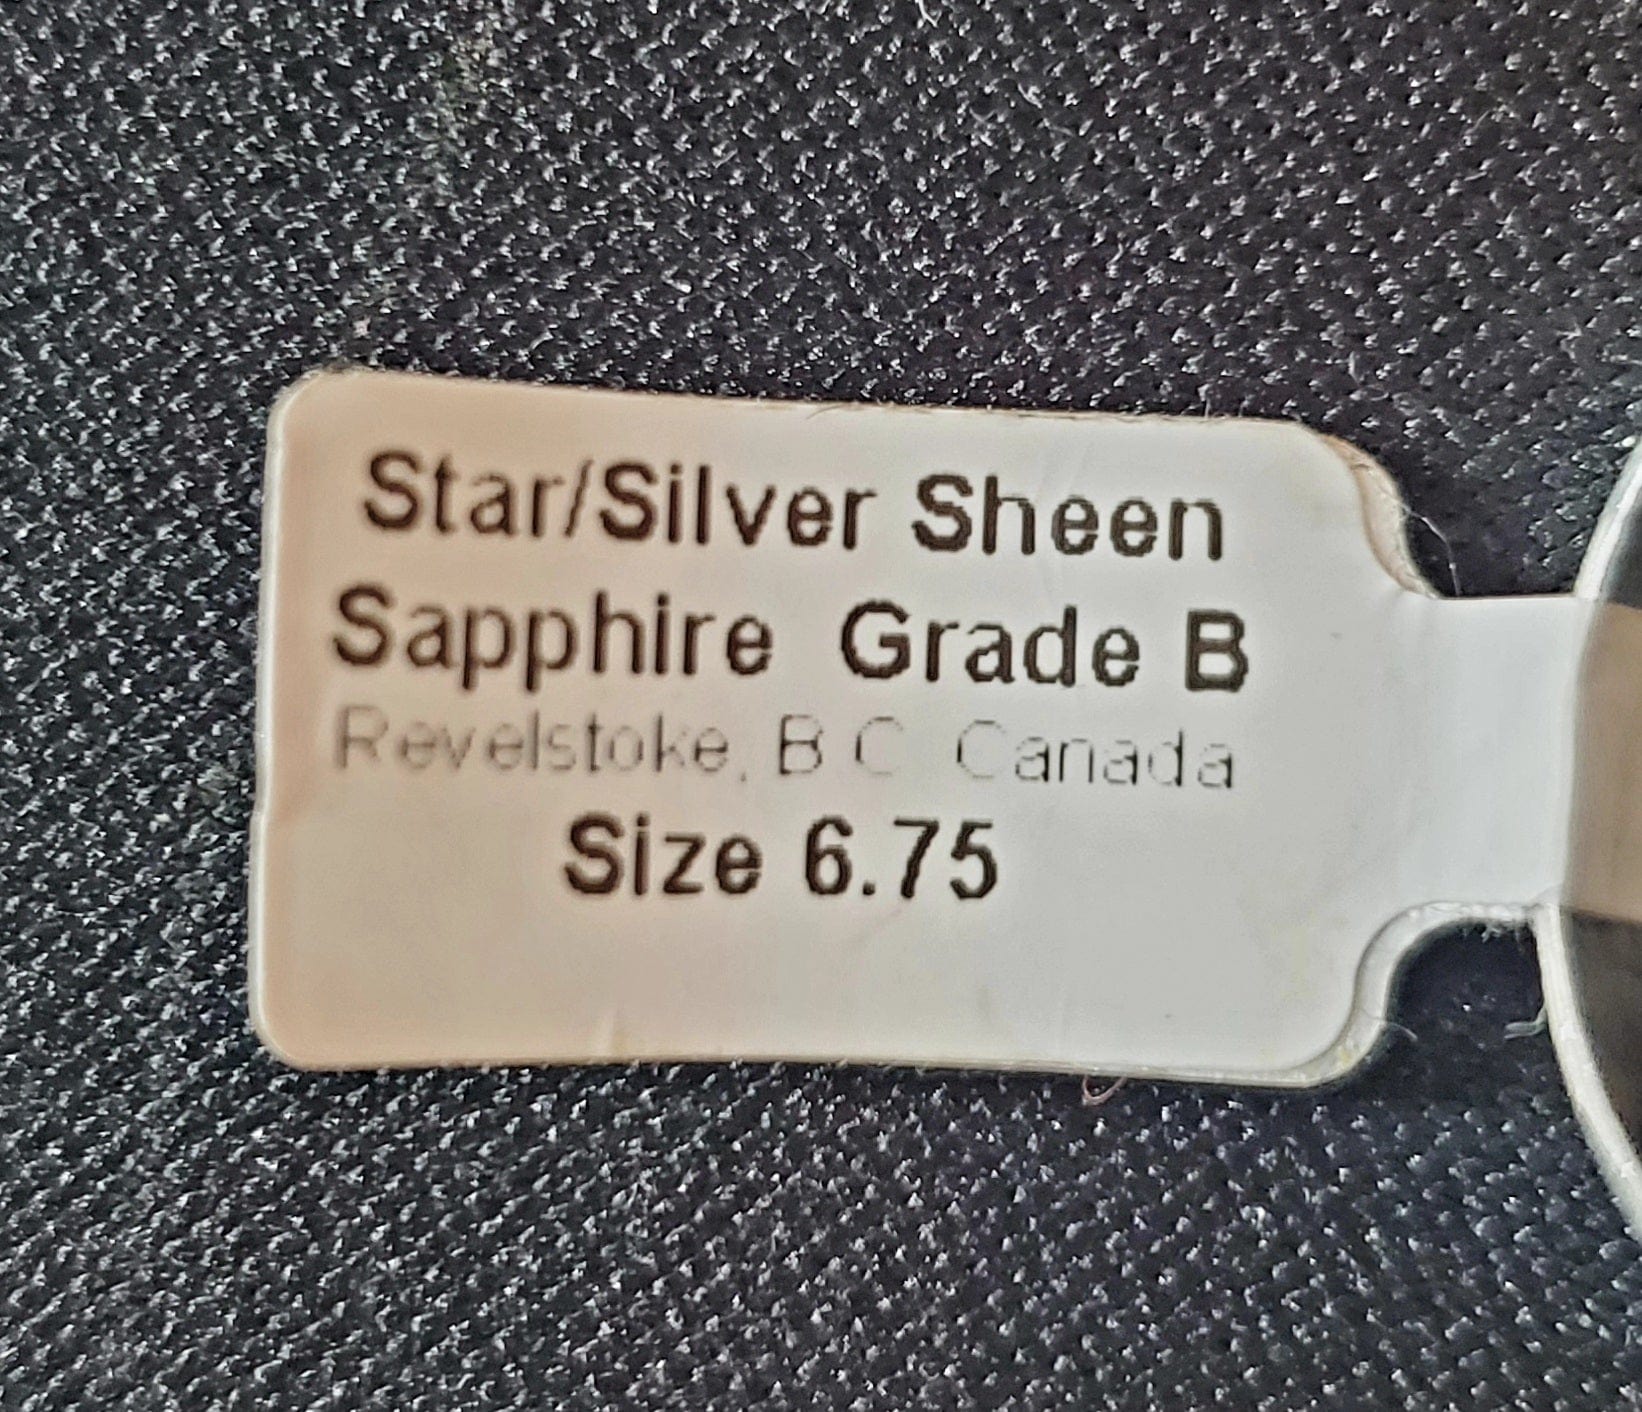 Star/Silver Sheen
Sapphire Grade B
Revelstoke, B C Canada
Size 6.75